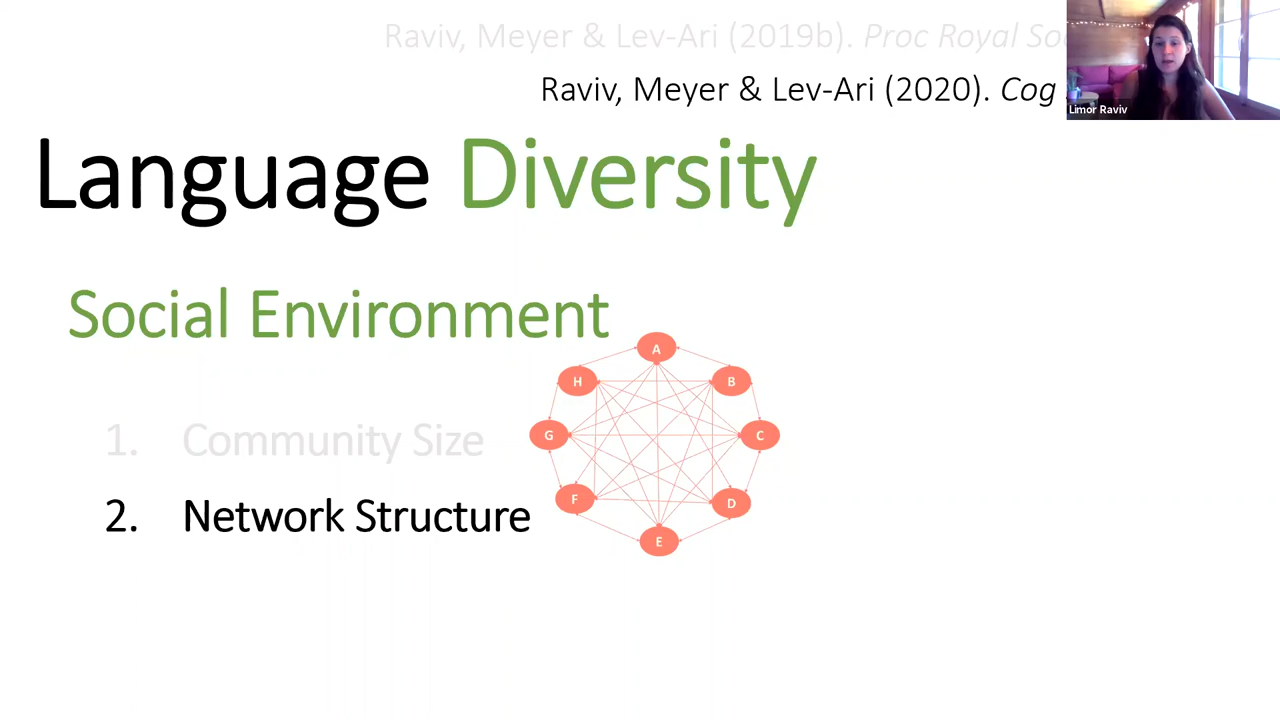 Raviv, Meyer & Lev-Ari (2019b). Proc Royal Soc
Raviv, Meyer & Lev-Ari (2020). Cog
Limor Raviv
Language Diversity
Social Environment
A
H
B
G
C
1. Community Size
F
D
2. Network Structure
E